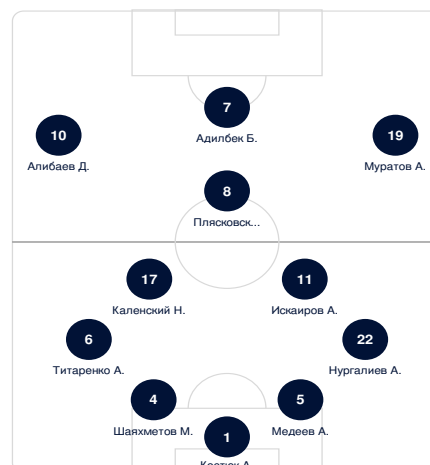 7
10
19
Адилбек Б.
Алибаев Д.
Муратов А.
8
Плясковск...
17
11
Каленский Н.
Искаиров А.
6
22
Титаренко А.
Нургалиев А.
4
5
Шаяхметов М.
Медеев А.
1